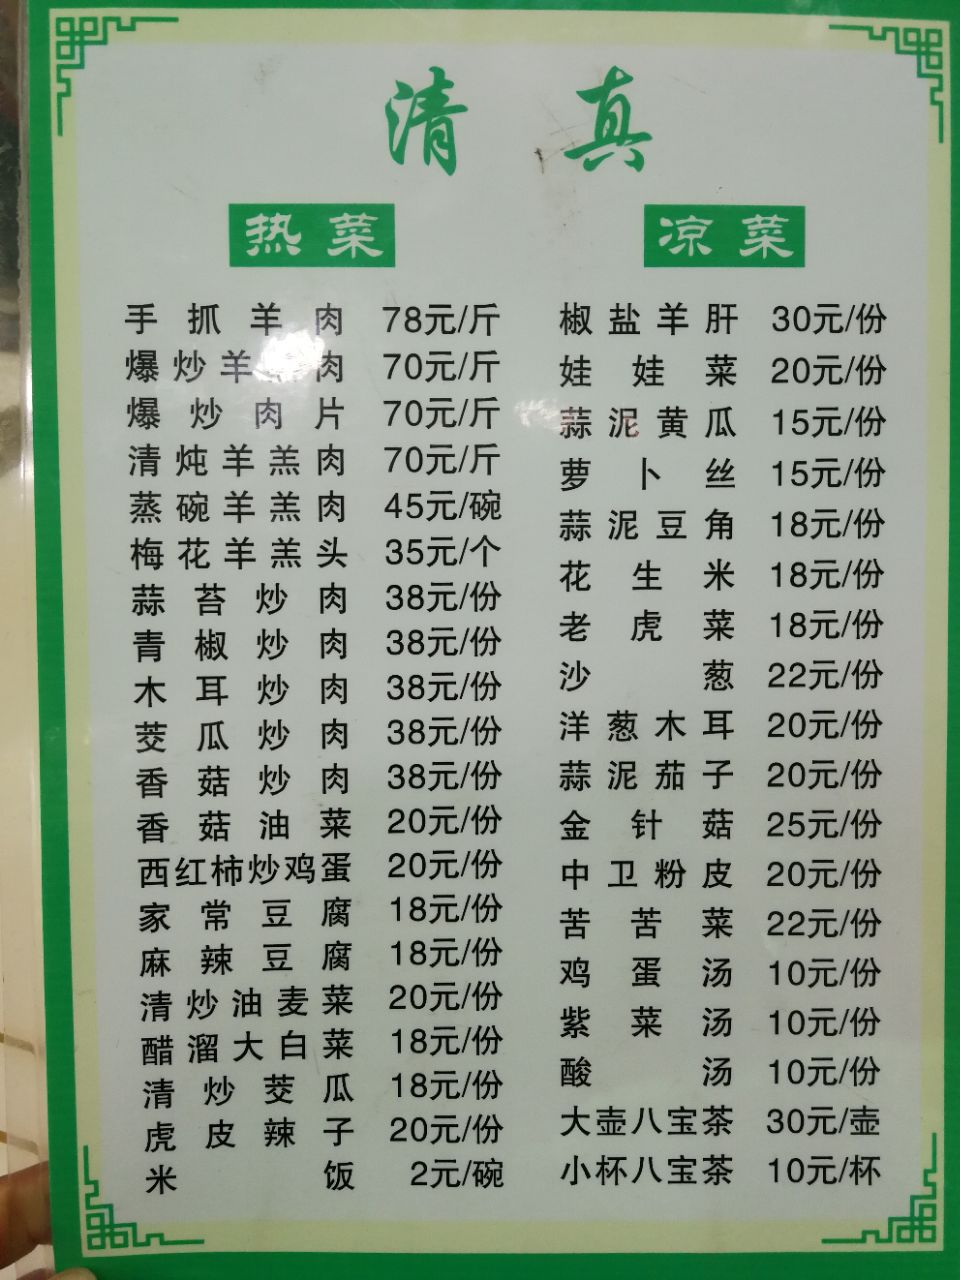 清真
热菜
手抓羊肉 78元/斤
爆炒羊羔肉 70元/斤
爆炒肉片 70元/斤
清炖羊羔肉 70元/斤
蒸碗羊羔肉 45元/碗
梅花羊羔头 35元/个
蒜苔炒肉 38元/份
青椒炒肉 38元/份
木耳炒肉 38元/份
茭瓜炒肉 38元/份
香菇炒肉 38元/份
香菇油菜 20元/份
西红柿炒鸡蛋 20元/份
家常豆腐 18元/份
麻辣豆腐 18元/份
清炒油麦菜 20元/份
醋溜大白菜 18元/份
清炒茭瓜 18元/份
虎皮辣子 20元/份
米饭 2元/碗
凉菜
椒盐羊肝 30元/份
娃娃菜 20元/份
蒜泥黄瓜 15元/份
萝卜丝 15元/份
蒜泥豆角 18元/份
花生米 18元/份
老虎菜 18元/份
沙葱 22元/份
洋葱木耳 20元/份
蒜泥茄子 20元/份
金针菇 25元/份
中卫粉皮 20元/份
苦苦菜 22元/份
鸡蛋汤 10元/份
紫菜汤 10元/份
酸汤 10元/份
大壶八宝茶 30元/壶
小杯八宝茶 10元/杯